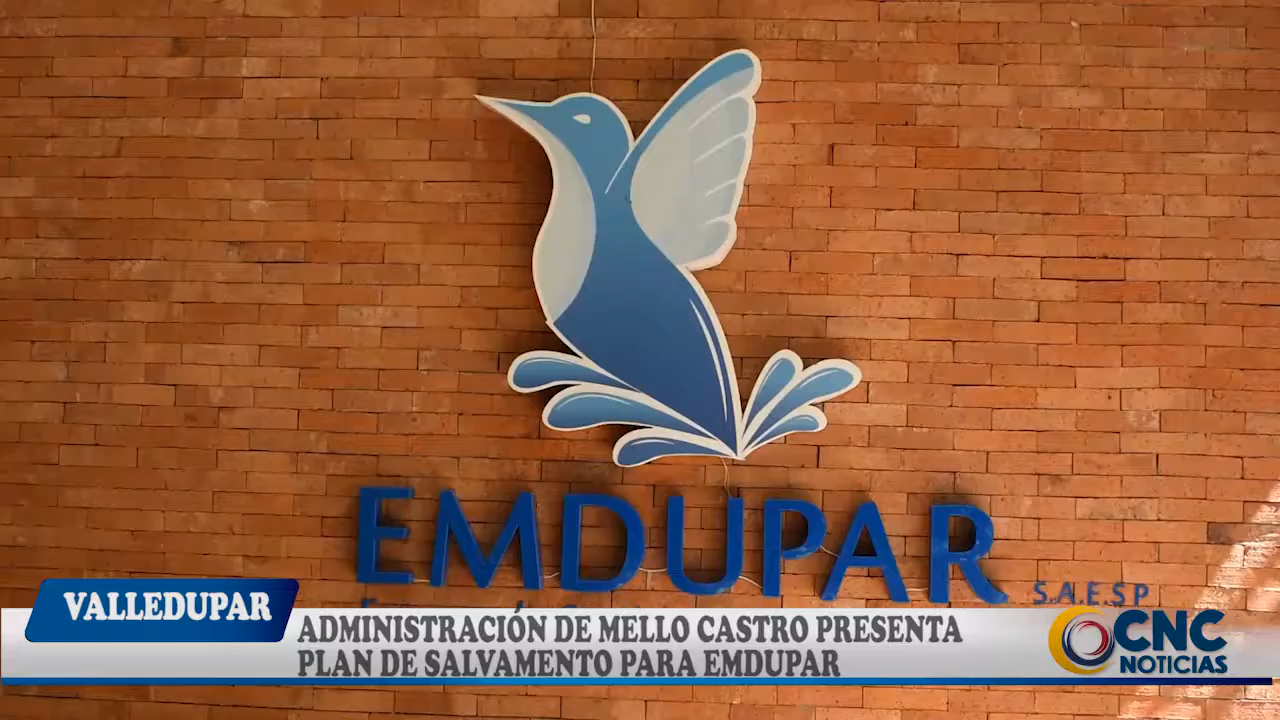 EMDUPAR
S.A.E.S.P
VALLEDUPAR
ADMINISTRACIÓN DE MELLO CASTRO PRESENTA
PLAN DE SALVAMENTO PARA EMDUPAR
CNC
NOTICIAS